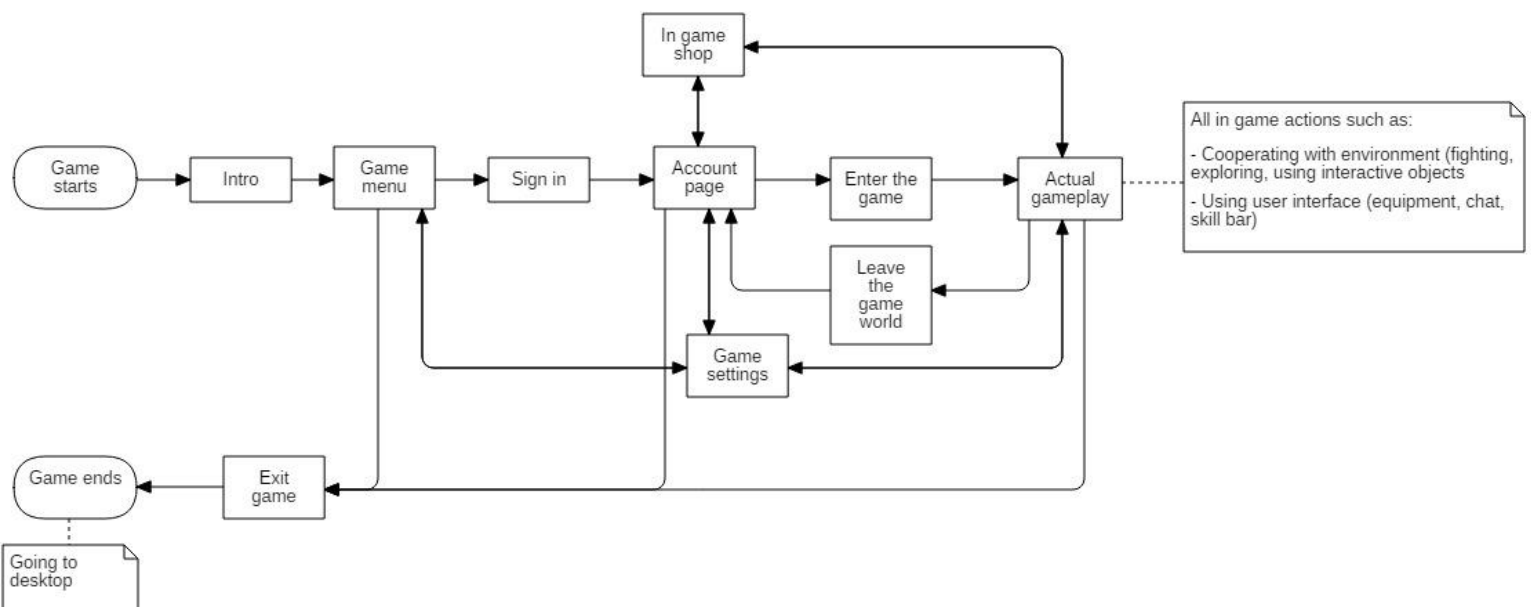 In game
shop
All in game actions such as:
- Cooperating with environment (fighting,
exploring, using interactive objects
- Using user interface (equipment, chat,
skill bar)
Game
starts
Intro
Game
menu
Sign in
Account
page
Enter the
game
Actual
gameplay
Leave
the
game
world
Game
settings
Game ends
Exit
game
Going to
desktop